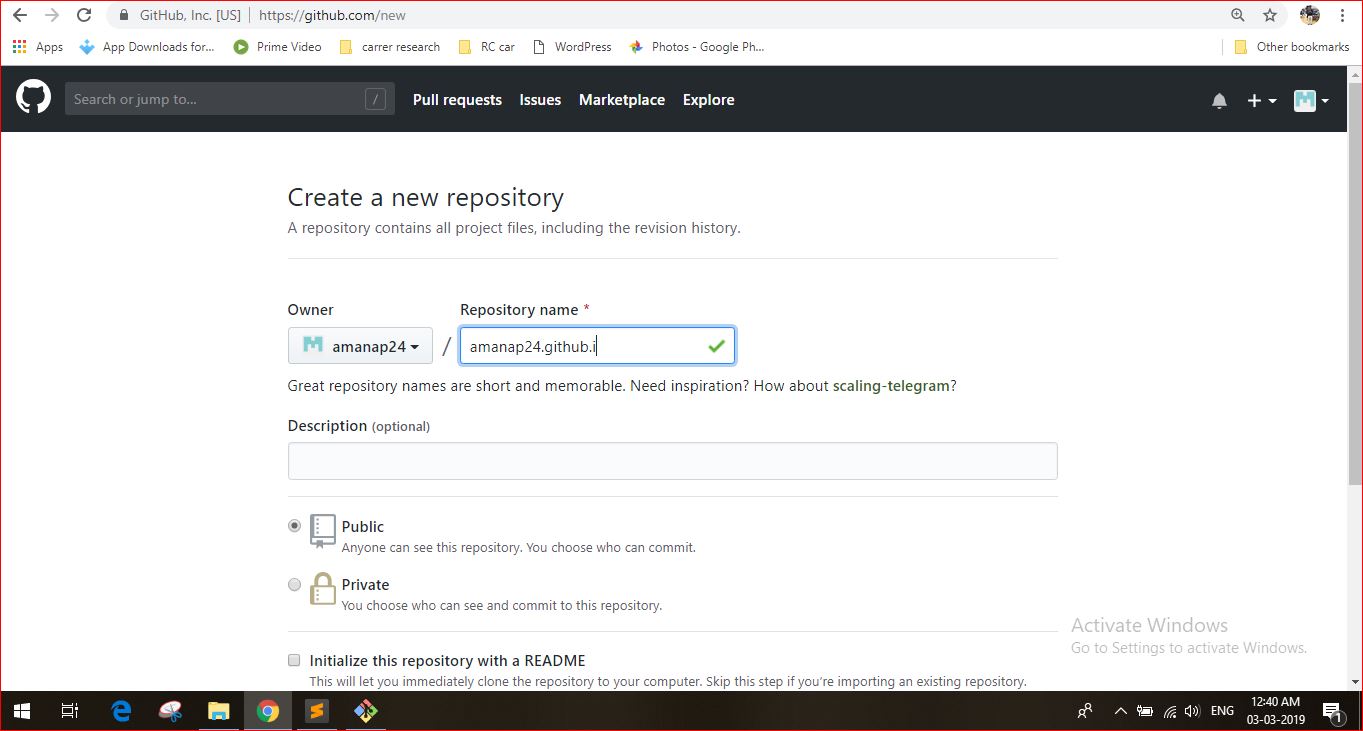 GitHub, Inc. [US] | https://github.com/new
Apps App Downloads for... Prime Video carrer research RC car WordPress Photos - Google Ph... Other bookmarks
Search or jump to... / Pull requests Issues Marketplace Explore
Create a new repository
A repository contains all project files, including the revision history.
Owner Repository name *
amanap24 / amanap24.github.i
Great repository names are short and memorable. Need inspiration? How about scaling-telegram?
Description (optional)
Public
Anyone can see this repository. You choose who can commit.
Private
You choose who can see and commit to this repository.
Activate Windows
Go to Settings to activate Windows.
Initialize this repository with a README
This will let you immediately clone the repository to your computer. Skip this step if you’re importing an existing repository.
ENG 12:40 AM
03-03-2019
1